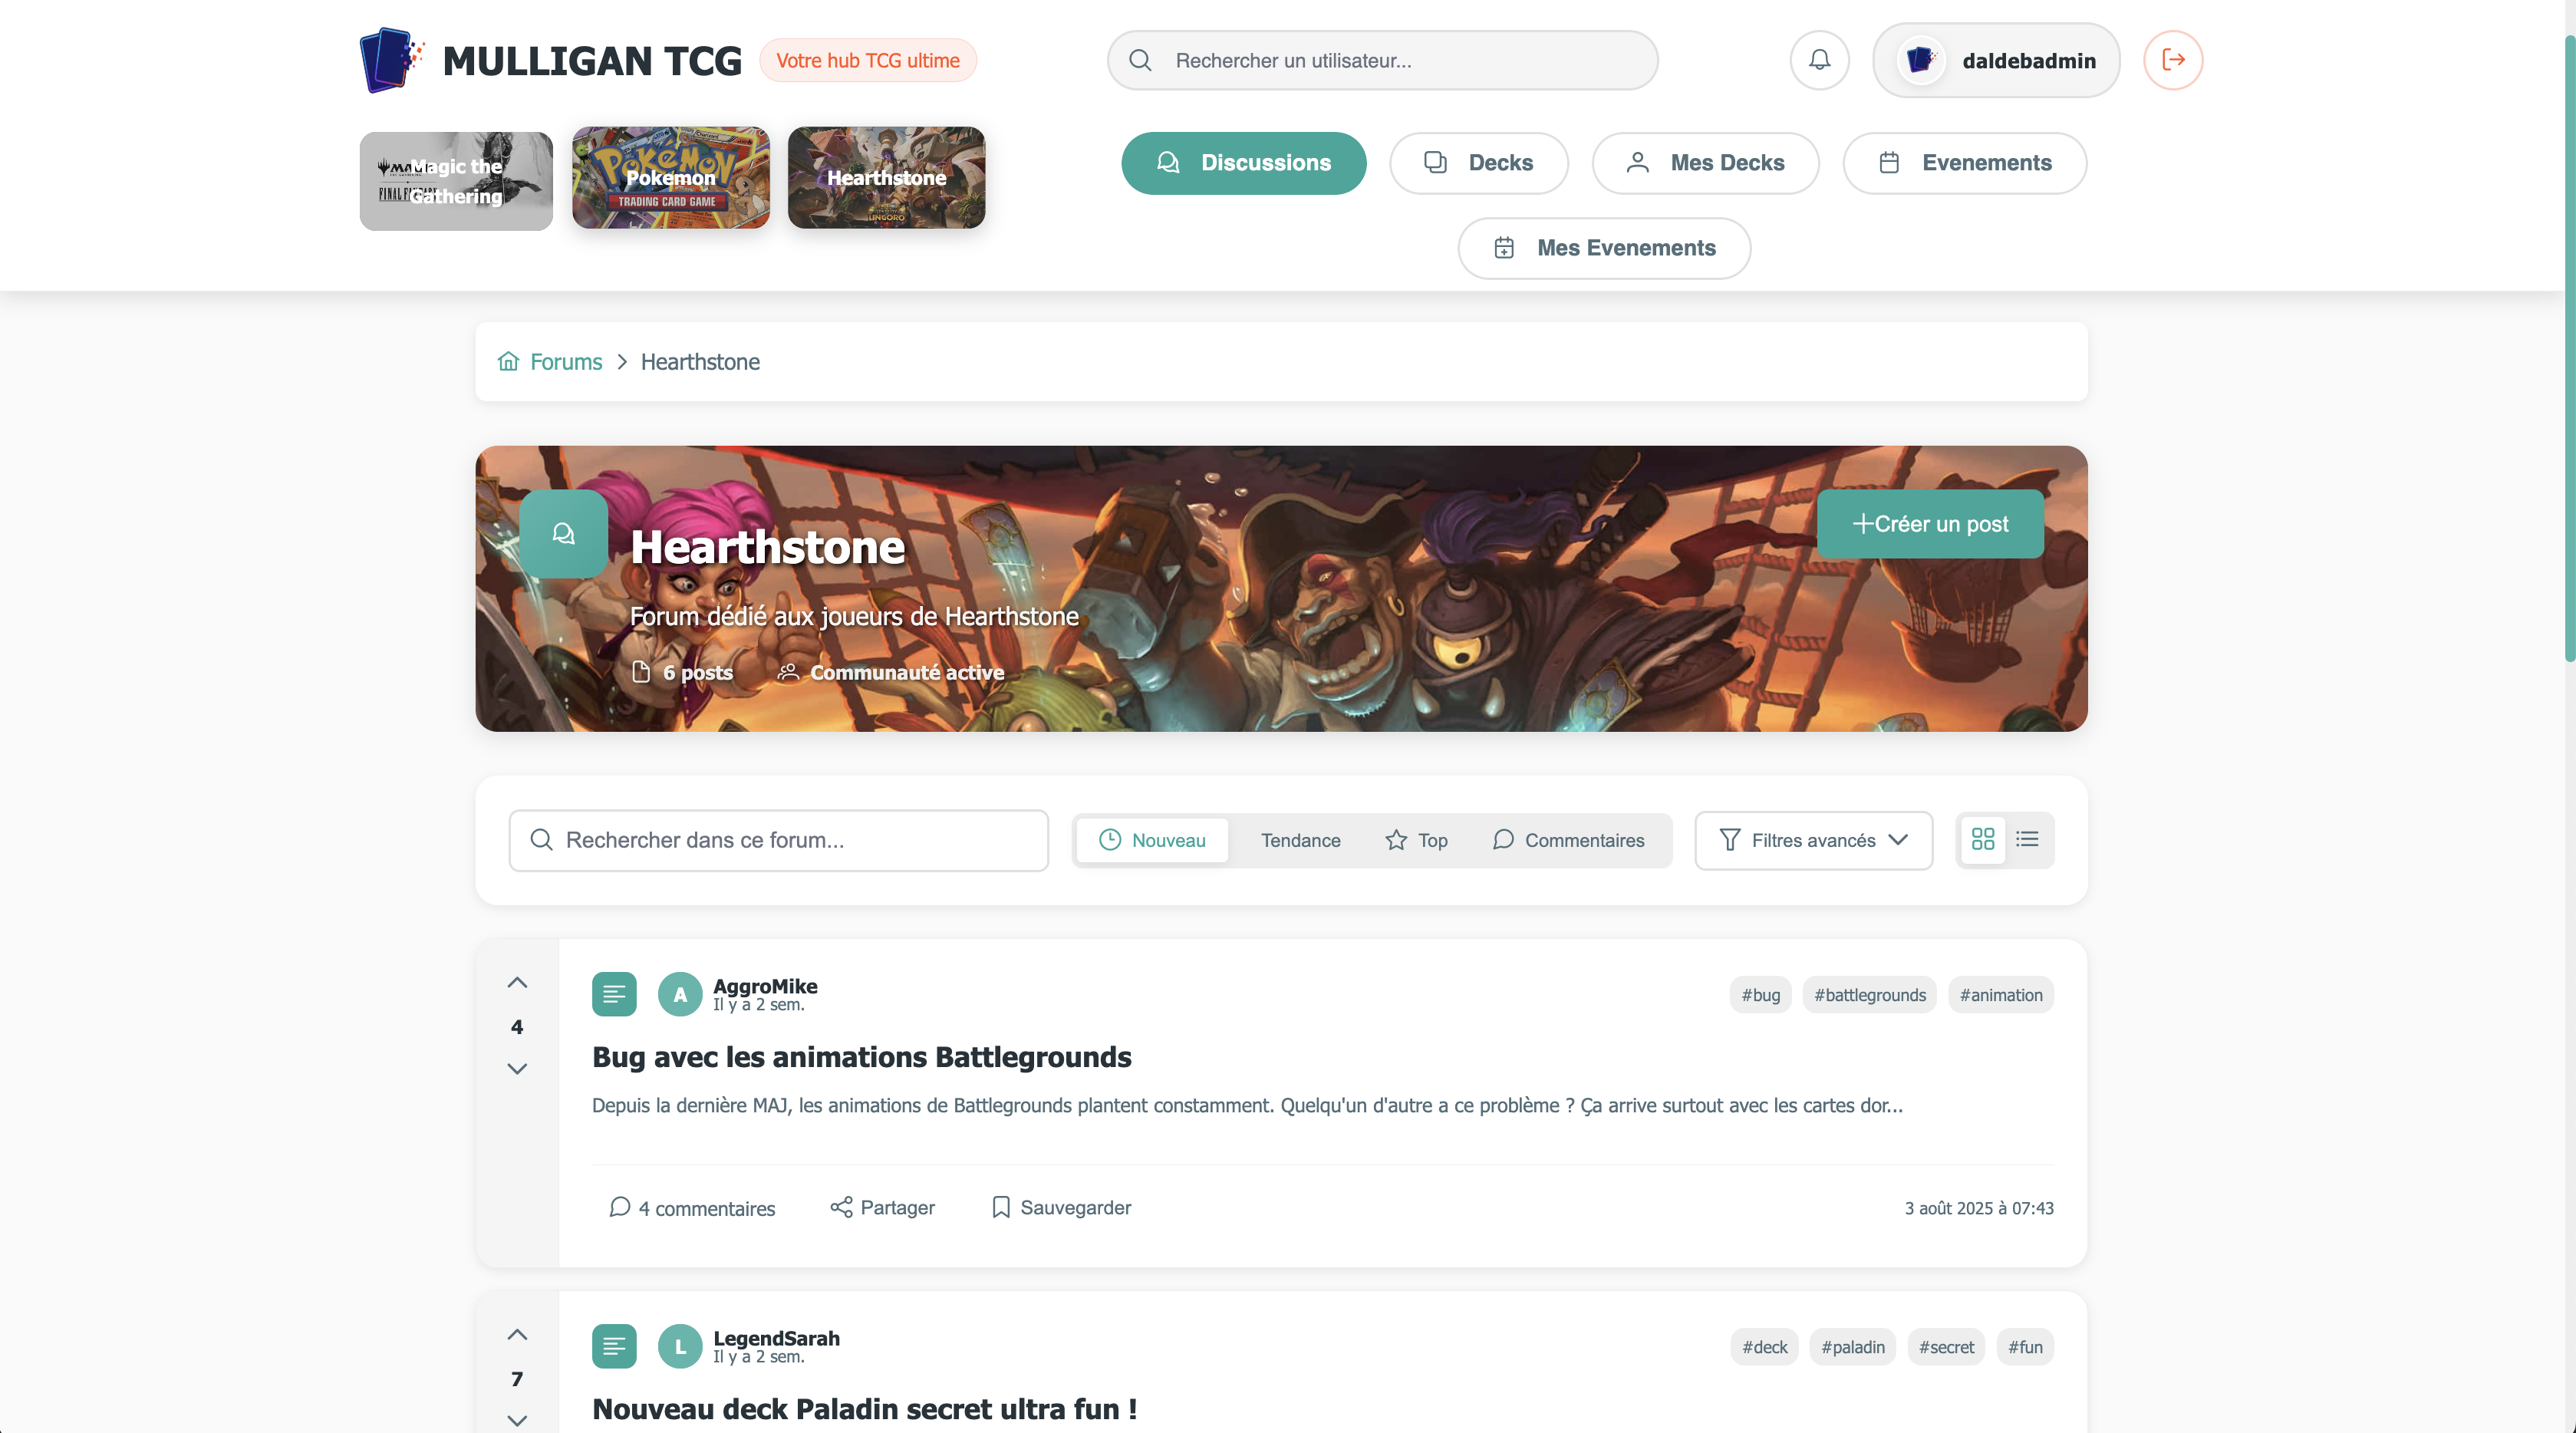 MULLIGAN TCG
Votre hub TCG ultime
Rechercher un utilisateur...
daldebadmin
Magic the
Gathering
Pokémon
TRADING CARD GAME
Pokemon
Hearthstone
UN'GORO
Discussions
Decks
Mes Decks
Evenements
Mes Evenements
Forums > Hearthstone
Hearthstone
Créer un post
Forum dédié aux joueurs de Hearthstone
6 posts
Communauté active
Rechercher dans ce forum...
Nouveau
Tendance
Top
Commentaires
Filtres avancés
A
AggroMike
Il y a 2 sem.
#bug
#battlegrounds
#animation
4
Bug avec les animations Battlegrounds
Depuis la dernière MAJ, les animations de Battlegrounds plantent constamment. Quelqu'un d'autre a ce problème ? Ça arrive surtout avec les cartes dor...
4 commentaires
Partager
Sauvegarder
3 août 2025 à 07:43
L
LegendSarah
Il y a 2 sem.
#deck
#paladin
#secret
#fun
7
Nouveau deck Paladin secret ultra fun !